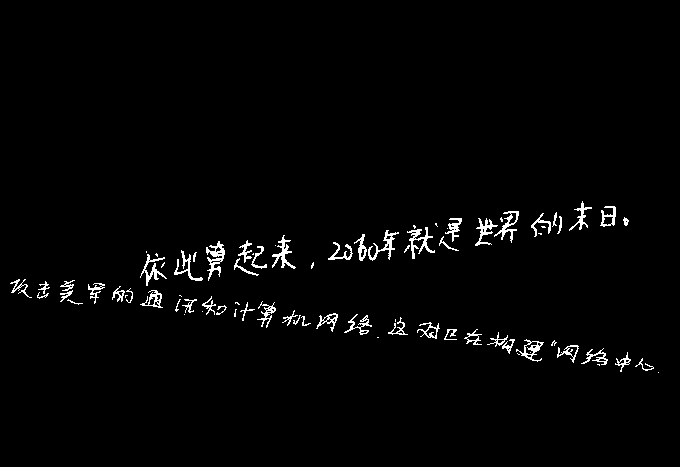 依此算起来，2060年就是世界的末日。
攻击美军的通讯和计算机网络.这对正在构建“网络中心